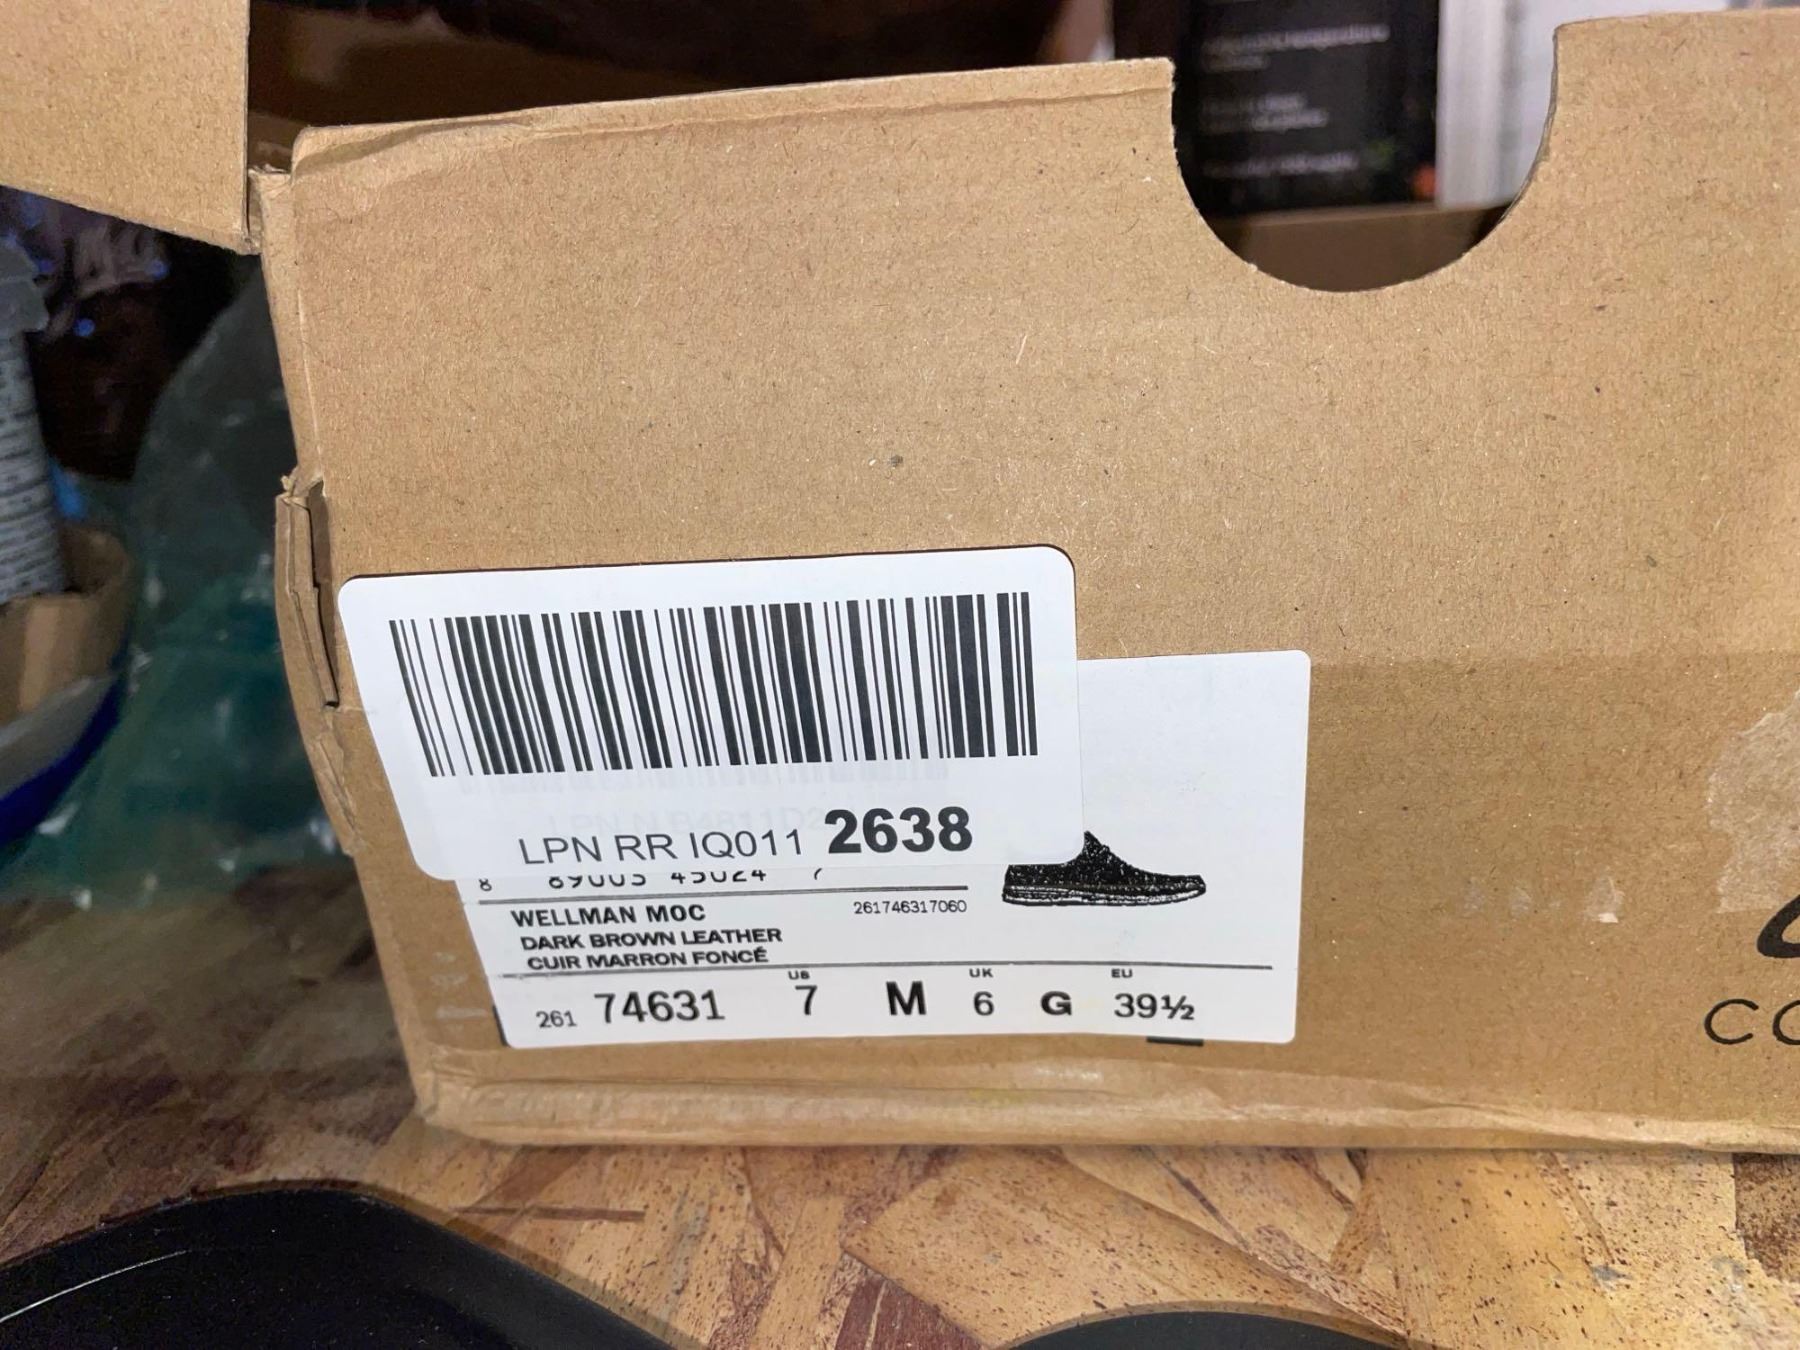 LPN RR IQ011 2638
WELLMAN MOC 261746317060
DARK BROWN LEATHER
CUIR MARRON FONCÉ
US UK EU
261 74631 7 M 6 G 39½